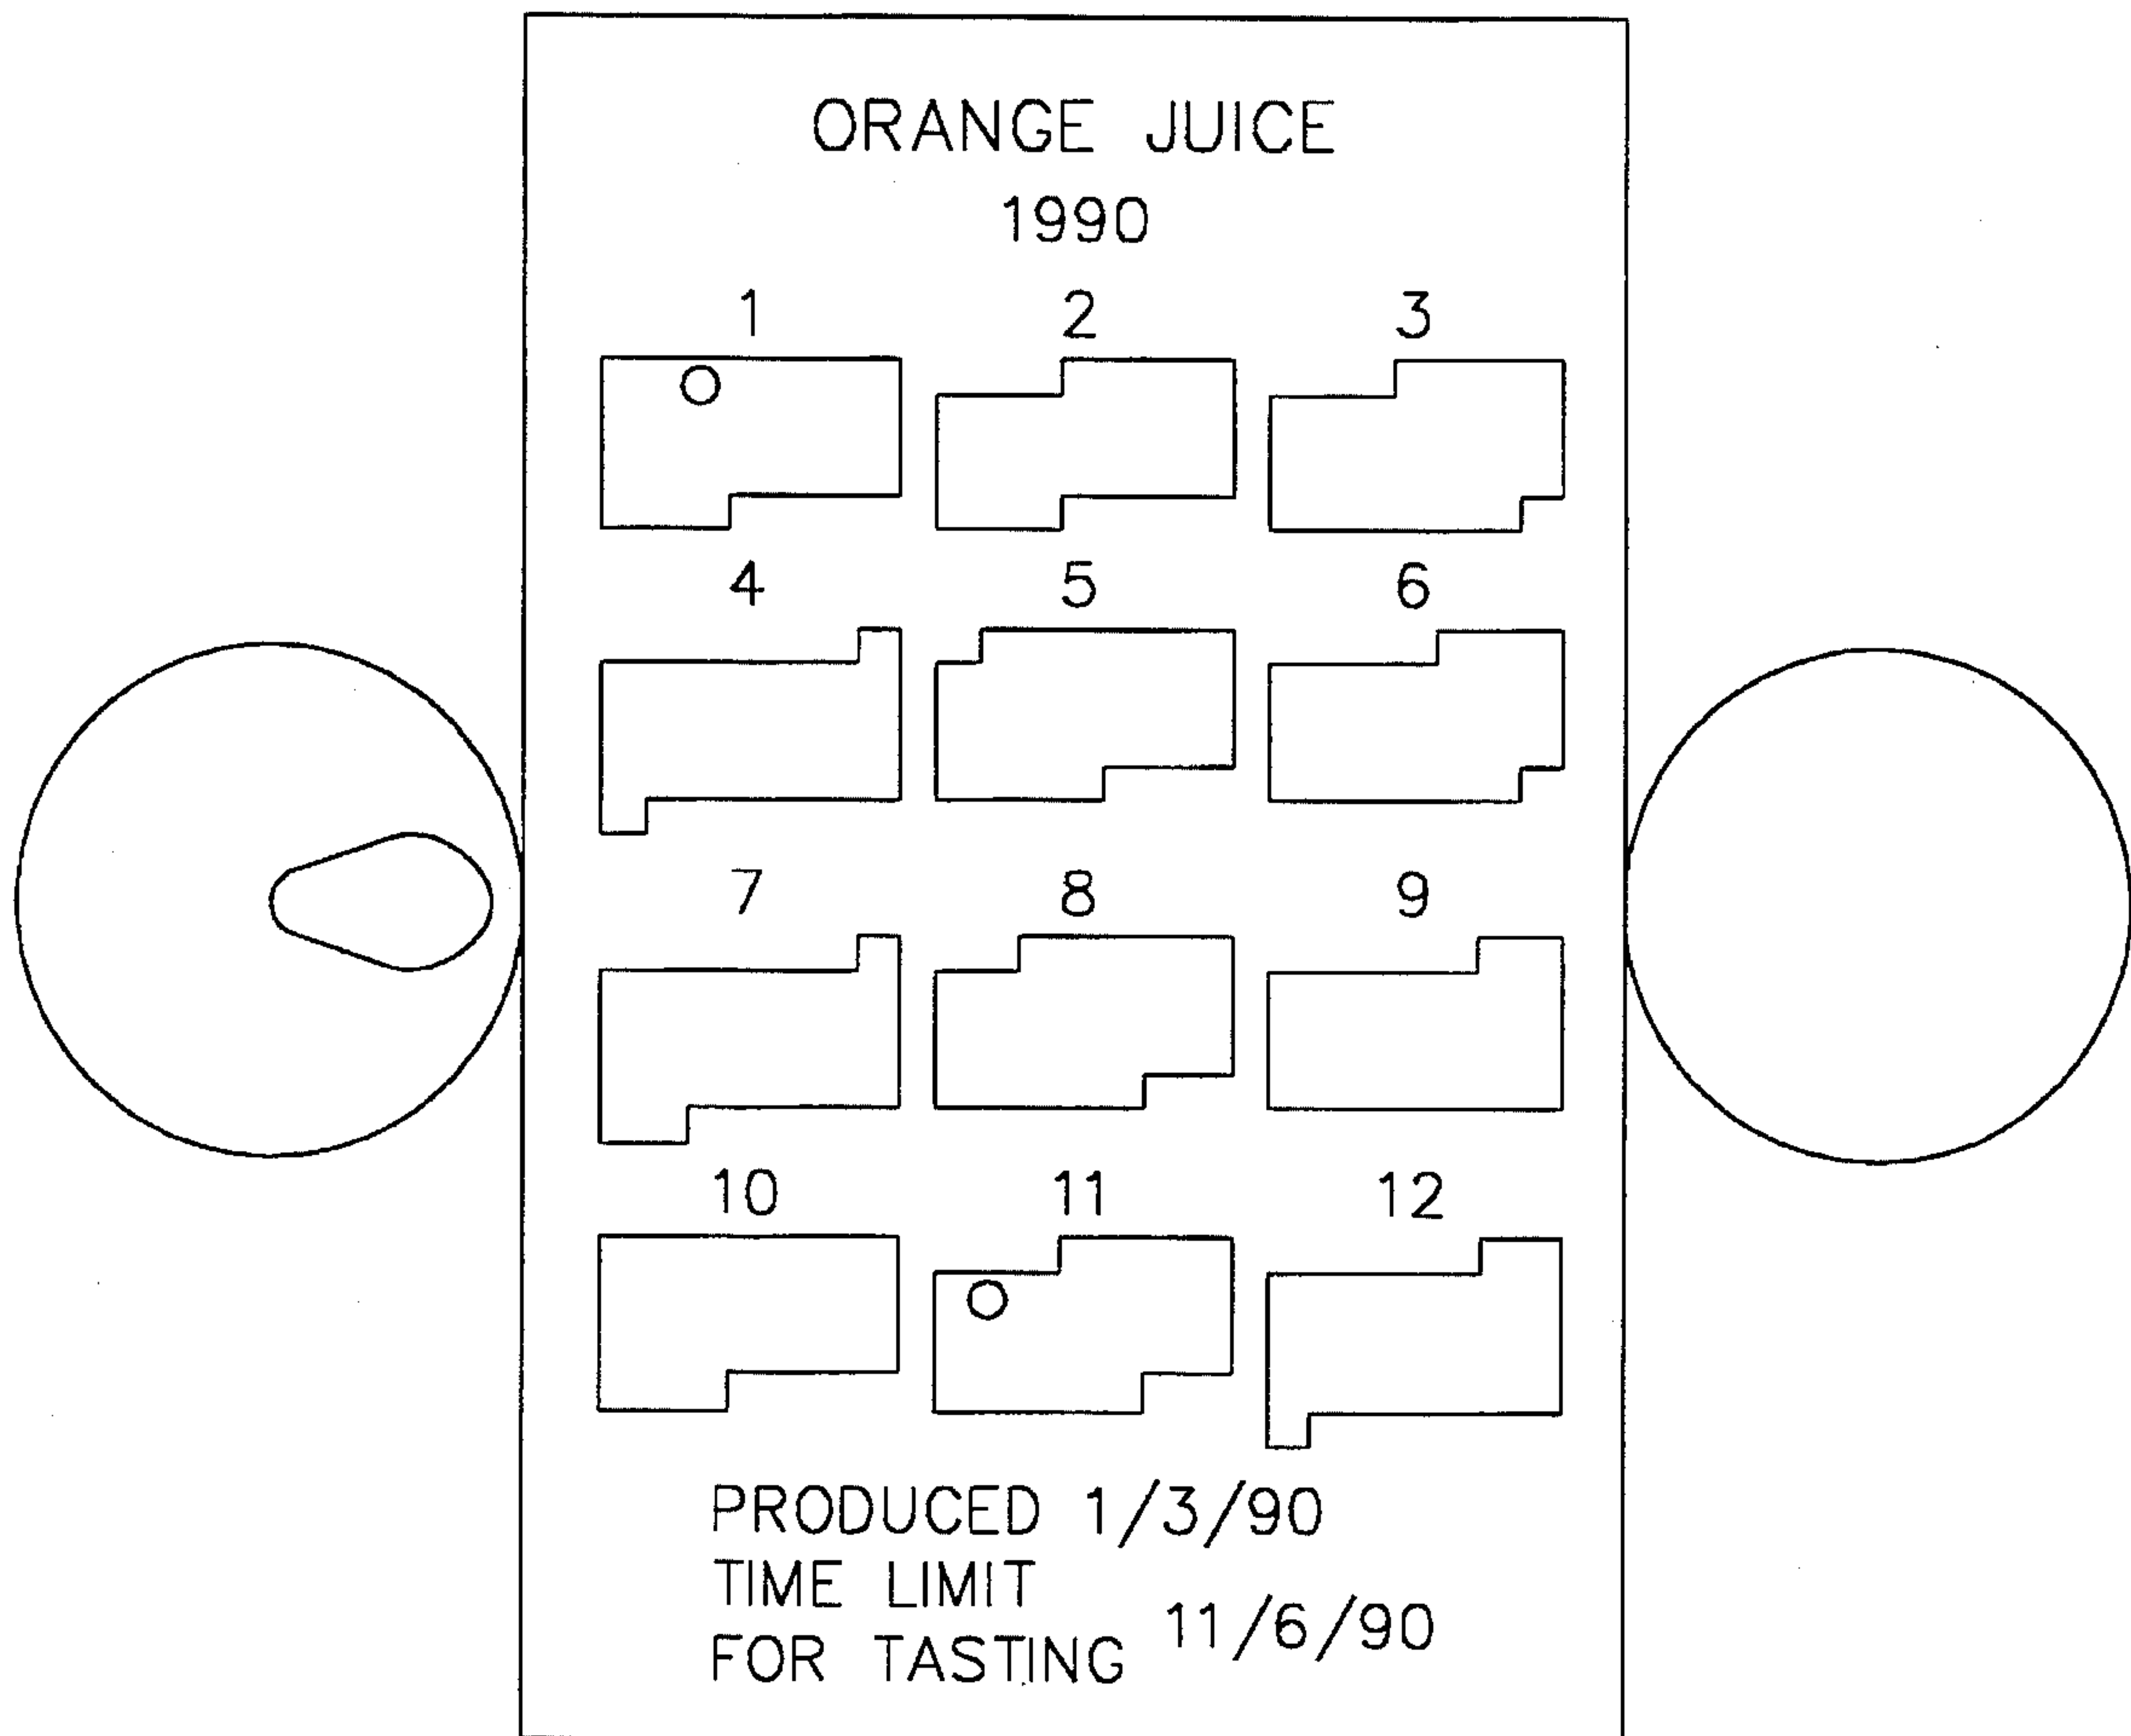 ORANGE JUICE
1990
1 2 3
4 5 6
7 8 9
10 11 12
PRODUCED 1/3/90
TIME LIMIT
FOR TASTING 11/6/90